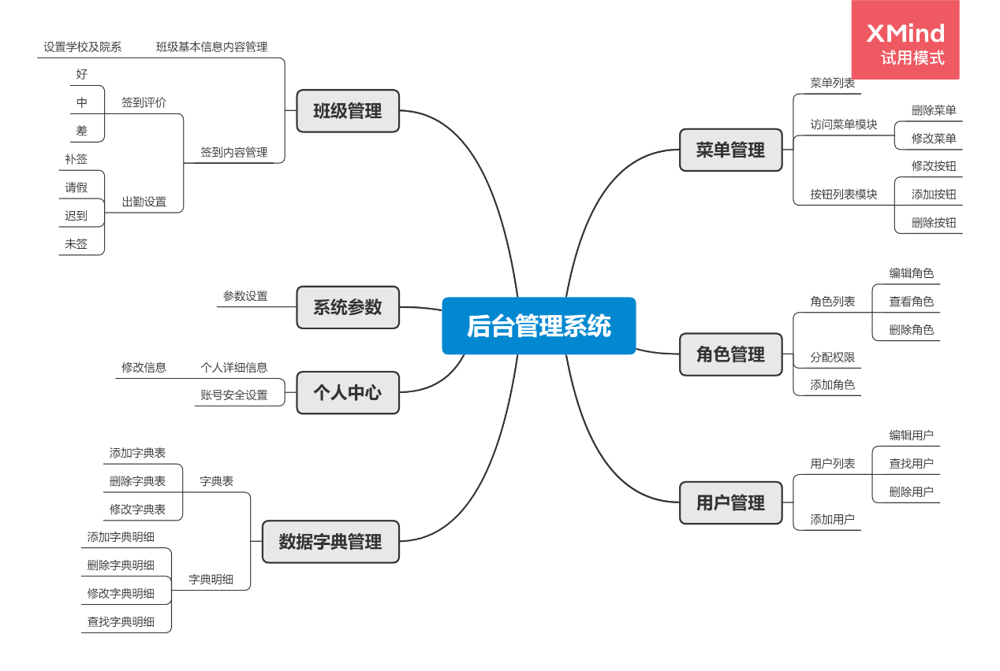 XMind
试用模式
后台管理系统
菜单管理
菜单列表
访问菜单模块
删除菜单
修改菜单
按钮列表模块
修改按钮
添加按钮
删除按钮
角色管理
角色列表
编辑角色
查看角色
删除角色
分配权限
添加角色
用户管理
用户列表
编辑用户
查找用户
删除用户
添加用户
班级管理
班级基本信息内容管理
设置学校及院系
签到内容管理
签到评价
好
中
差
出勤设置
补签
请假
迟到
未签
系统参数
参数设置
个人中心
个人详细信息
修改信息
账号安全设置
数据字典管理
字典表
添加字典表
删除字典表
修改字典表
字典明细
添加字典明细
删除字典明细
修改字典明细
查找字典明细